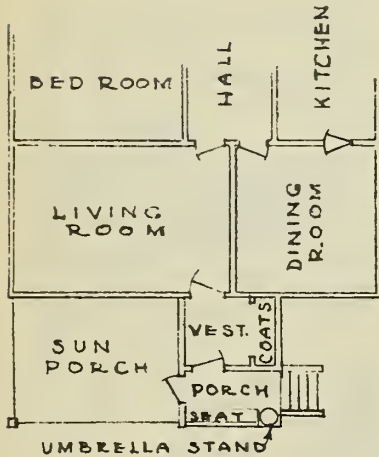 BED ROOM
HALL
KITCHEN
LIVING
ROOM
DINING
ROOM
VEST.
COATS
SUN
PORCH
PORCH
SEAT
UMBRELLA STAND